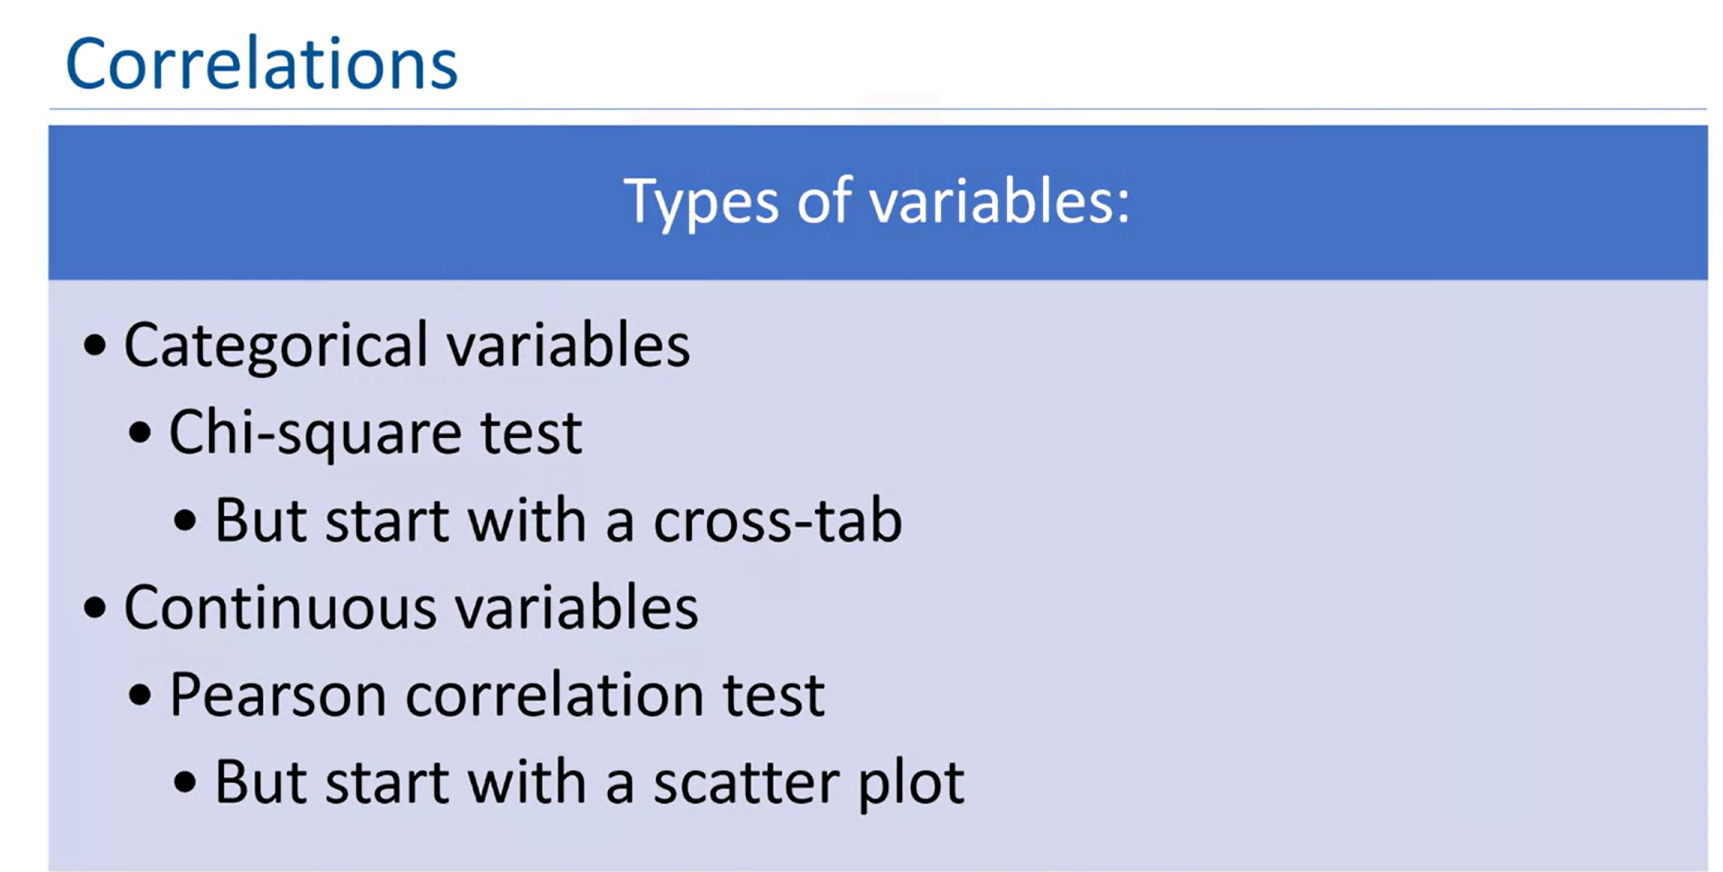 Correlations
Types of variables:
• Categorical variables
• Chi-square test
• But start with a cross-tab
• Continuous variables
• Pearson correlation test
• But start with a scatter plot